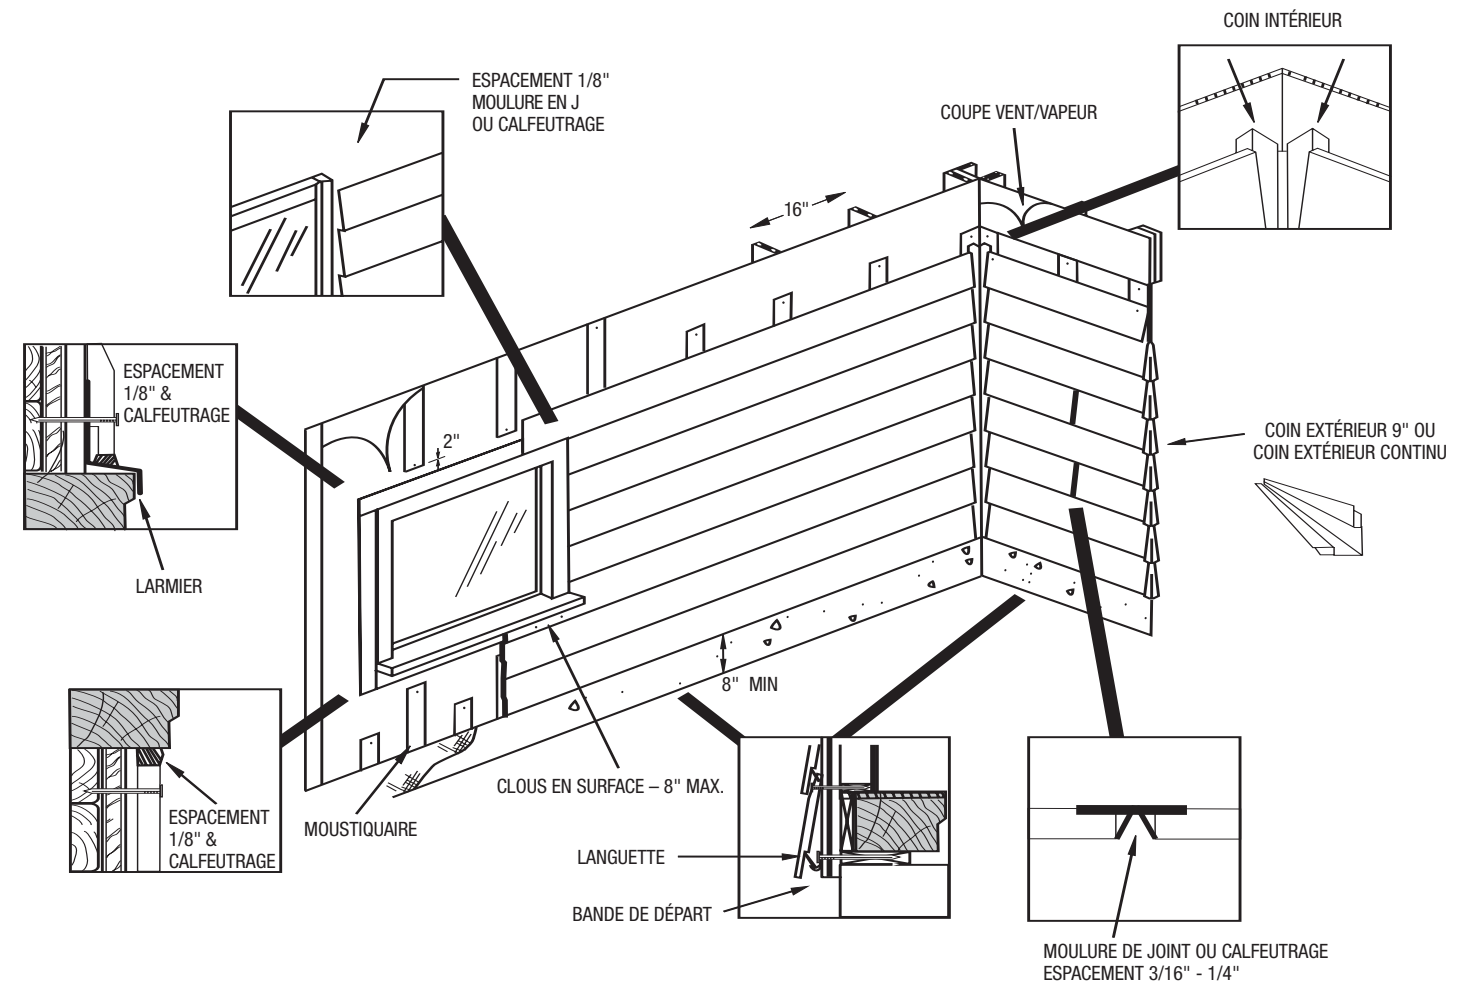 COIN INTÉRIEUR
ESPACEMENT 1/8"
MOULURE EN J
OU CALFEUTRAGE
COUPE VENT/VAPEUR
16"
ESPACEMENT
1/8" &
CALFEUTRAGE
2"
COIN EXTÉRIEUR 9" OU
COIN EXTÉRIEUR CONTINU
LARMIER
8" MIN
CLOUS EN SURFACE – 8" MAX.
ESPACEMENT
1/8" &
CALFEUTRAGE
MOUSTIQUAIRE
LANGUETTE
BANDE DE DÉPART
MOULURE DE JOINT OU CALFEUTRAGE
ESPACEMENT 3/16" - 1/4"